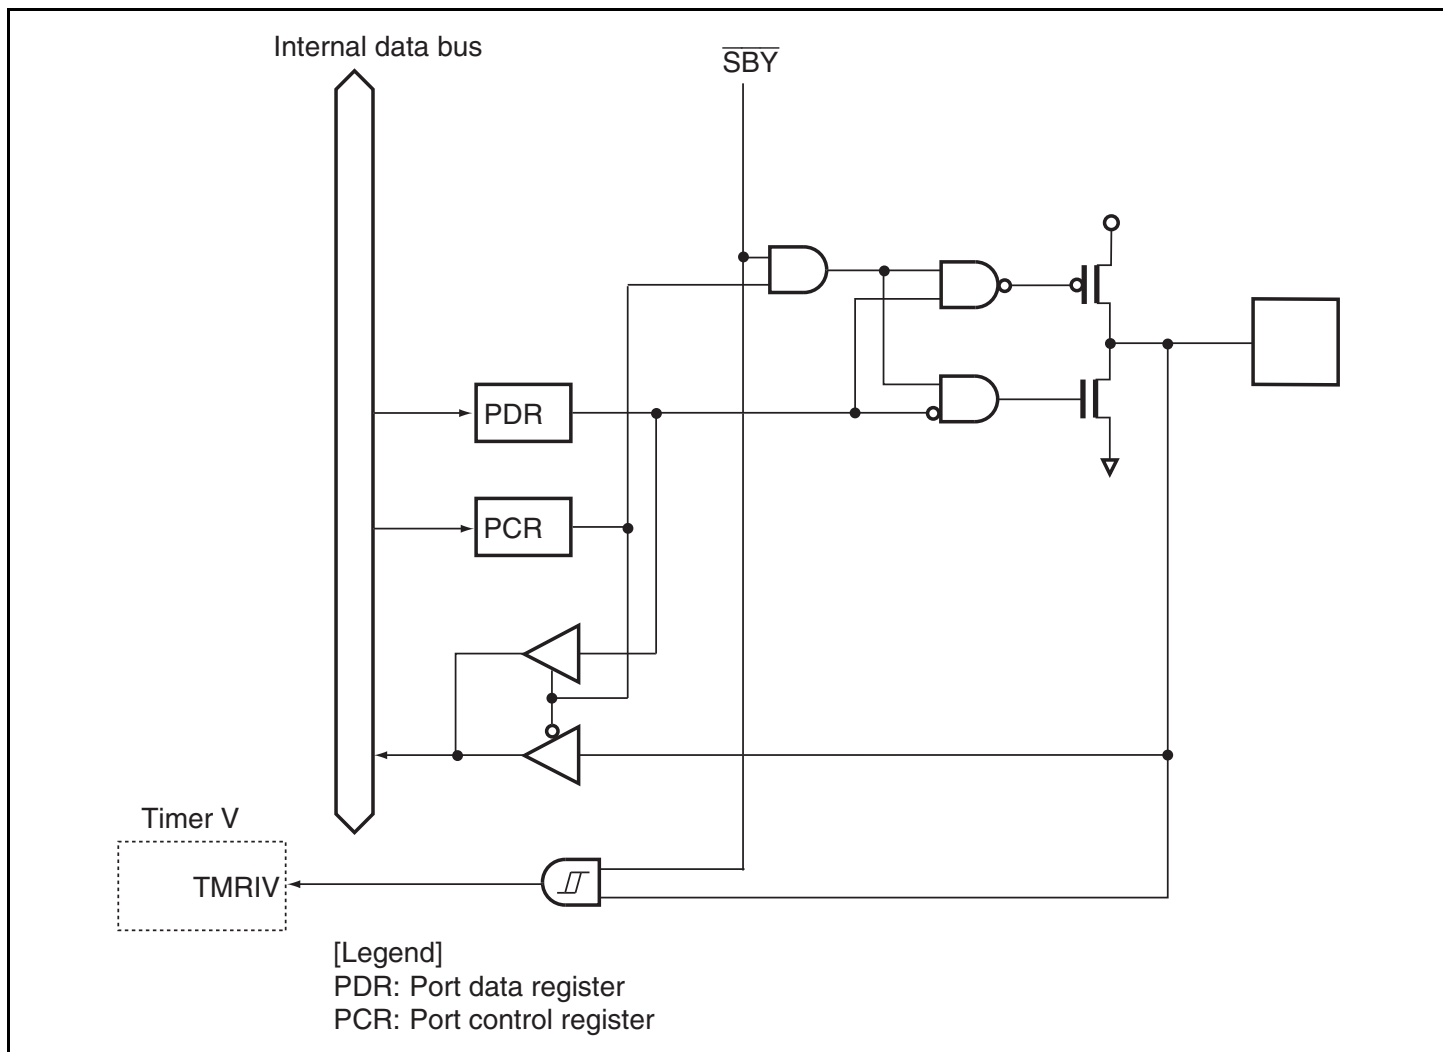 Internal data bus
SBY
PDR
PCR
Timer V
TMRIV
[Legend]
PDR: Port data register
PCR: Port control register